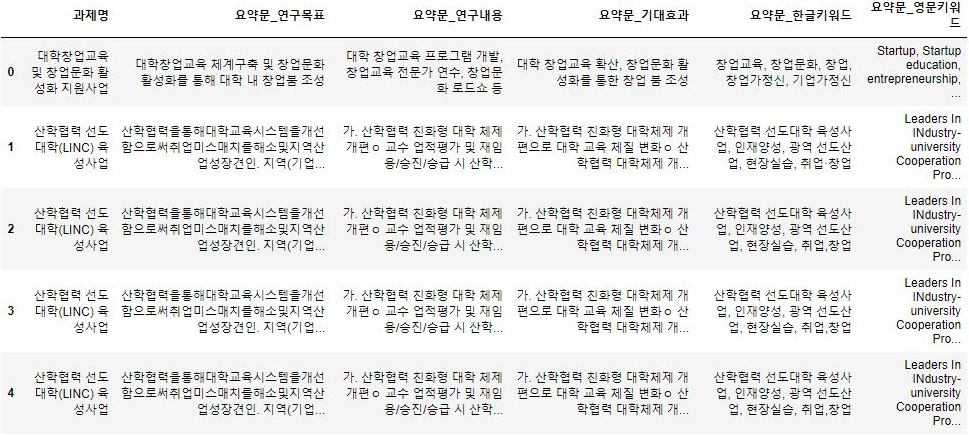 과제명 요약문_연구목표 요약문_연구내용 요약문_기대효과 요약문_한글키워드 요약문_영문키워
드
0
대학창업교육
및 창업문화 활
성화 지원사업
대학창업교육 체계구축 및 창업문화
활성화를 통해 대학 내 창업붐 조성
대학 창업교육 프로그램 개발,
창업교육 전문가 연수, 창업문
화 로드쇼 등
대학 창업교육 확산, 창업문화 활
성화를 통한 창업 붐 조성
창업교육, 창업문화, 창업,
창업가정신, 기업가정신
Startup, Startup
education,
entrepreneurship,
...
1
산학협력 선도
대학(LINC) 육
성사업
산학협력을통해대학교육시스템을개선
함으로써취업미스매치를해소및지역산
업성장견인. 지역(기업...
가. 산학협력 친화형 대학 체제
개편ㅇ 교수 업적평가 및 재임
용/승진/승급 시 산학...
가. 산학협력 친화형 대학체제 개
편으로 대학 교육 체질 변화ㅇ 산
학협력 대학체제 개...
산학협력 선도대학 육성사
업, 인재양성, 광역 선도산
업, 현장실습, 취업·창업
Leaders In
INdustry-
university
Cooperation
Pro...
2
산학협력 선도
대학(LINC) 육
성사업
산학협력을통해대학교육시스템을개선
함으로써취업미스매치를해소및지역산
업성장견인. 지역(기업...
가. 산학협력 친화형 대학 체제
개편ㅇ 교수 업적평가 및 재임
용/승진/승급 시 산학...
가. 산학협력 친화형 대학체제 개
편으로 대학 교육 체질 변화ㅇ 산
학협력 대학체제 개...
산학협력 선도대학 육성사
업, 인재양성, 광역 선도산
업, 현장실습, 취업,창업
Leaders In
INdustry-
university
Cooperation
Pro...
3
산학협력 선도
대학(LINC) 육
성사업
산학협력을통해대학교육시스템을개선
함으로써취업미스매치를해소및지역산
업성장견인. 지역(기업...
가. 산학협력 친화형 대학 체제
개편ㅇ 교수 업적평가 및 재임
용/승진/승급 시 산학...
가. 산학협력 친화형 대학체제 개
편으로 대학 교육 체질 변화ㅇ 산
학협력 대학체제 개...
산학협력 선도대학 육성사
업, 인재양성, 광역 선도산
업, 현장실습, 취업,창업
Leaders In
INdustry-
university
Cooperation
Pro...
4
산학협력 선도
대학(LINC) 육
성사업
산학협력을통해대학교육시스템을개선
함으로써취업미스매치를해소및지역산
업성장견인. 지역(기업...
가. 산학협력 친화형 대학 체제
개편ㅇ 교수 업적평가 및 재임
용/승진/승급 시 산학...
가. 산학협력 친화형 대학체제 개
편으로 대학 교육 체질 변화ㅇ 산
학협력 대학체제 개...
산학협력 선도대학 육성사
업, 인재양성, 광역 선도산
업, 현장실습, 취업,창업
Leaders In
INdustry-
university
Cooperation
Pro...